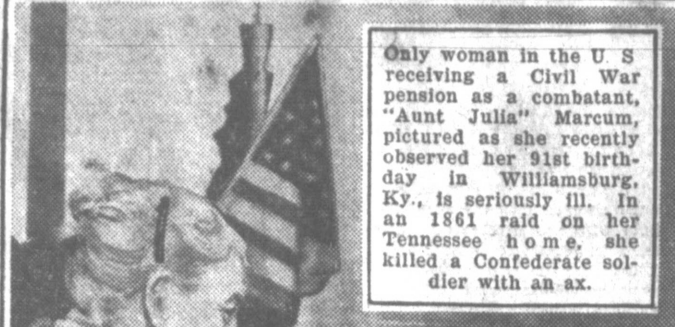 Only woman in the U. S
receiving a Civil War
pension as a combatant,
"Aunt Julia" Marcum,
pictured as she recently
observed her 91st birth-
day in Williamsburg,
Ky., is seriously ill. In
an 1861 raid on her
Tennessee home, she
killed a Confederate sol-
dier with an ax.